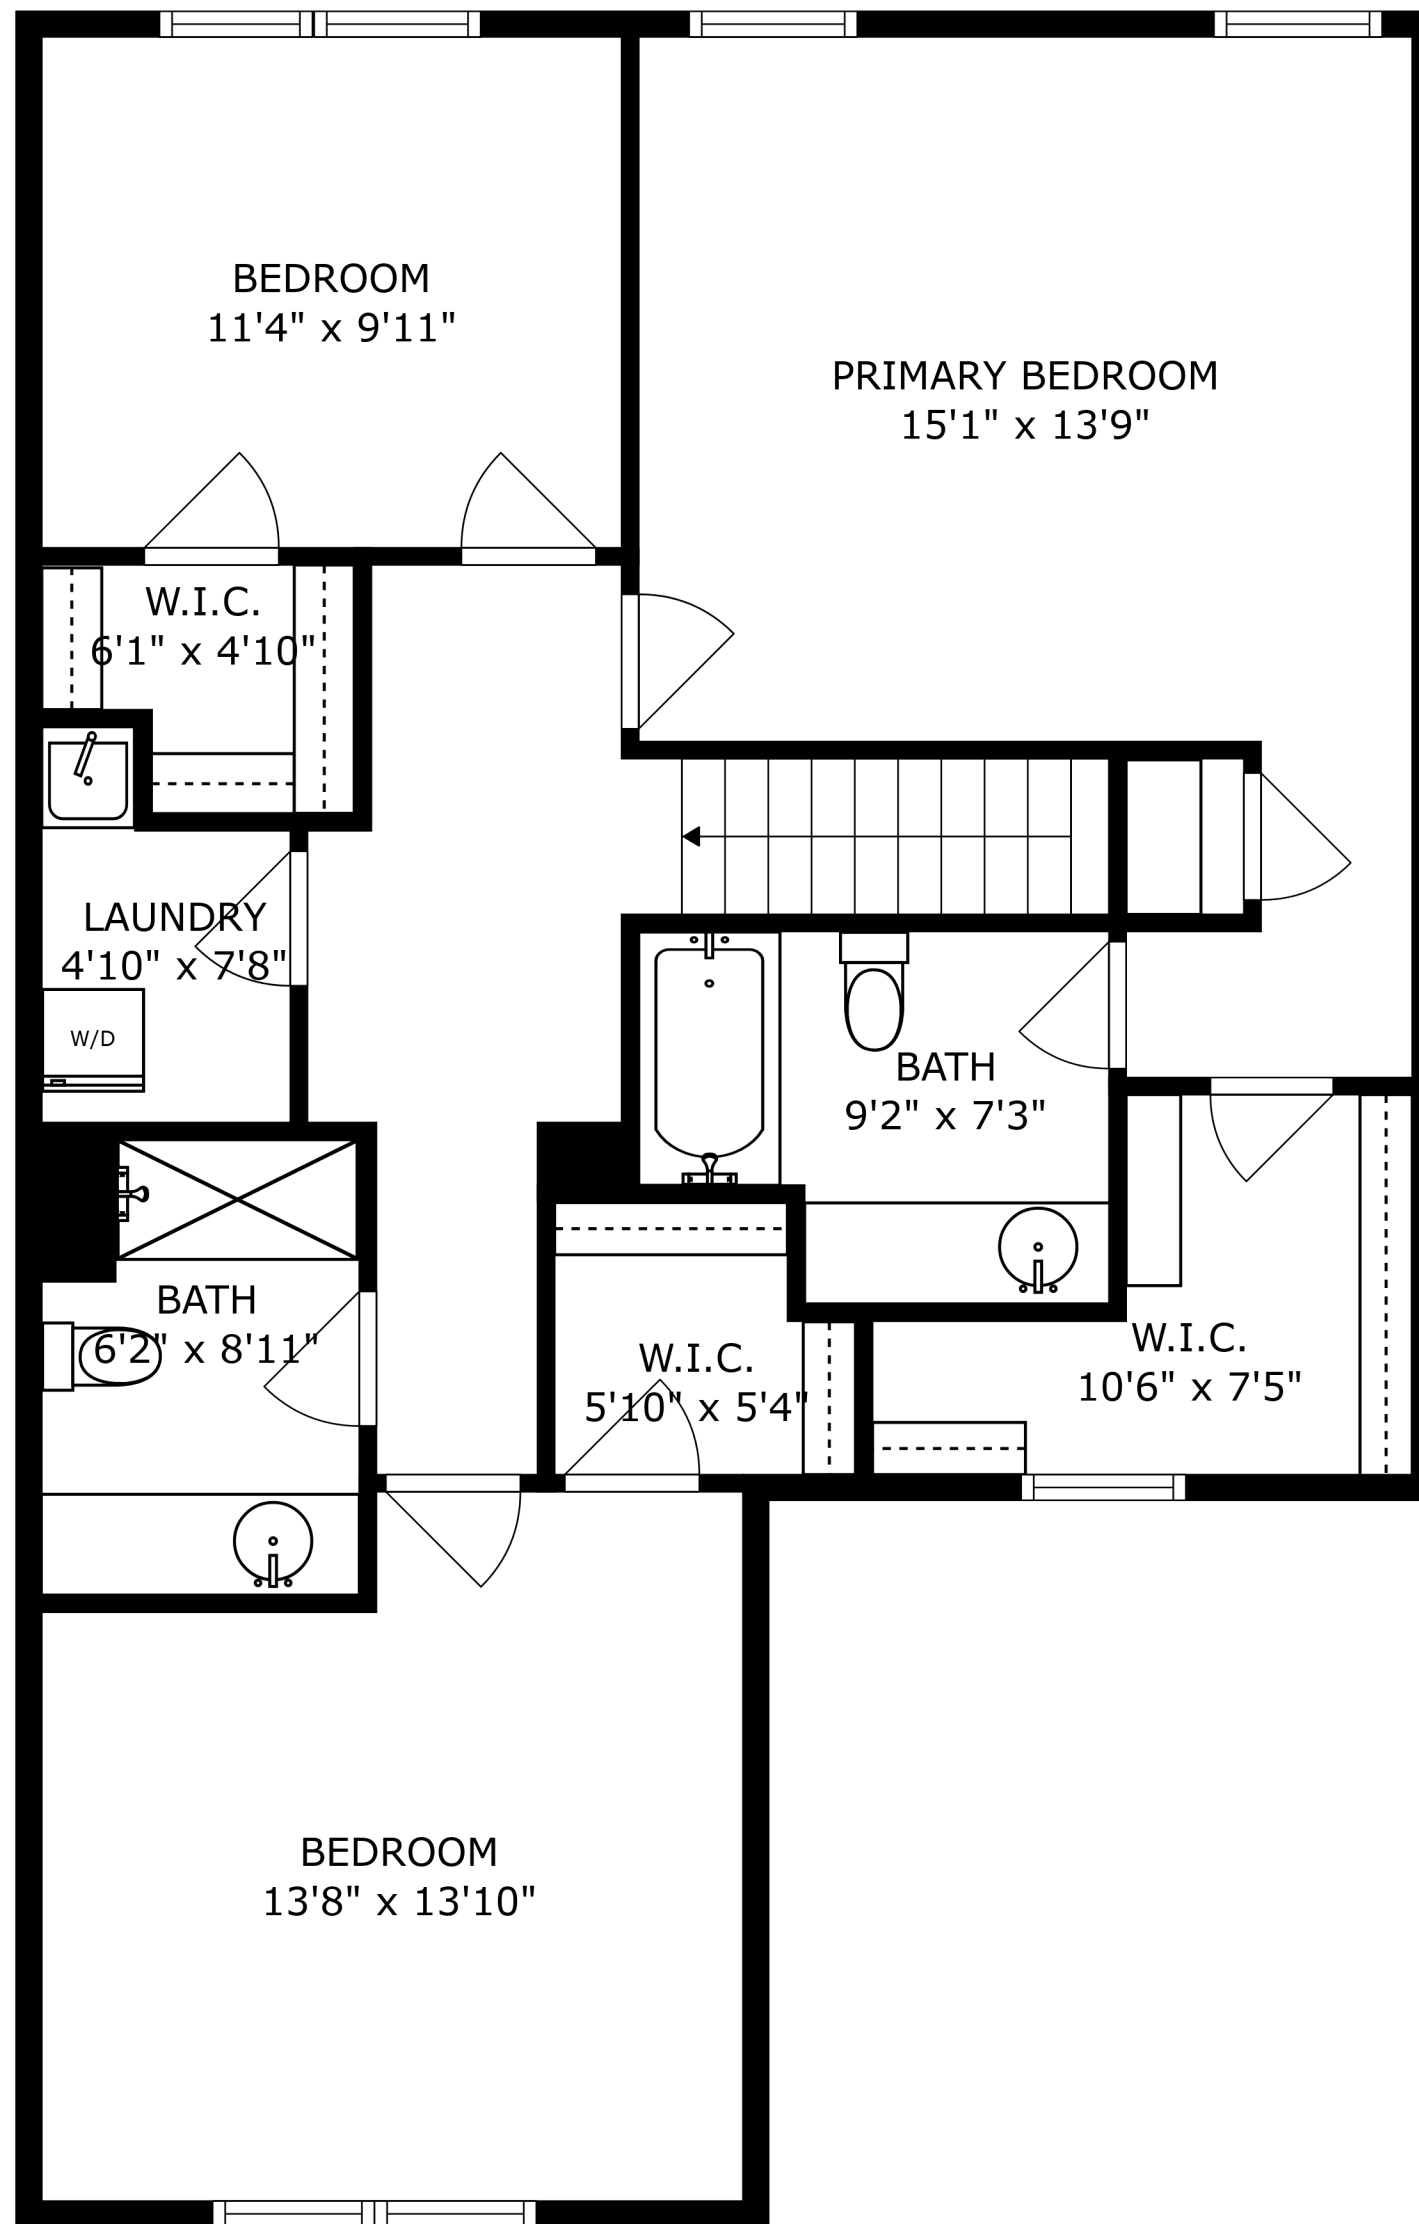 BEDROOM
11'4" x 9'11"
PRIMARY BEDROOM
15'1" x 13'9"
W.I.C.
6'1" x 4'10"
LAUNDRY
4'10" x 7'8"
W/D
BATH
9'2" x 7'3"
BATH
6'2" x 8'11"
W.I.C.
5'10" x 5'4"
W.I.C.
10'6" x 7'5"
BEDROOM
13'8" x 13'10"